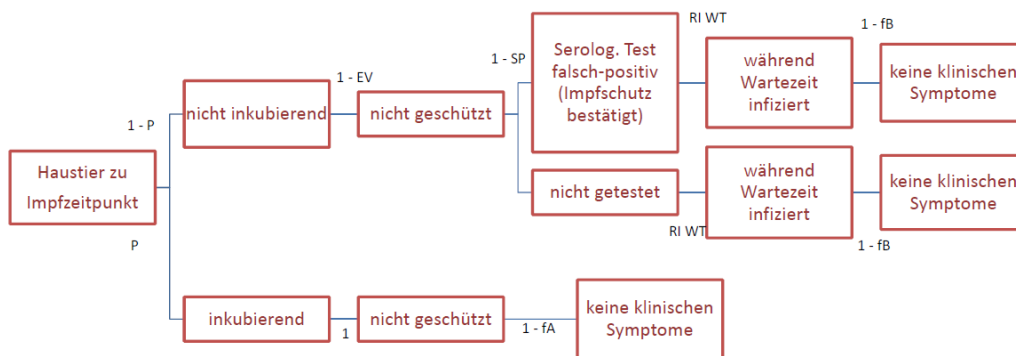 Haustier zu
Impfzeitpunkt
1 - P
P
nicht inkubierend
1 - EV
nicht geschützt
1 - SP
Serolog. Test
falsch-positiv
(Impfschutz
bestätigt)
RI WT
während
Wartezeit
infiziert
1 - fB
keine klinischen
Symptome
nicht getestet
RI WT
während
Wartezeit
infiziert
1 - fB
keine klinischen
Symptome
inkubierend
1
nicht geschützt
1 - fA
keine klinischen
Symptome